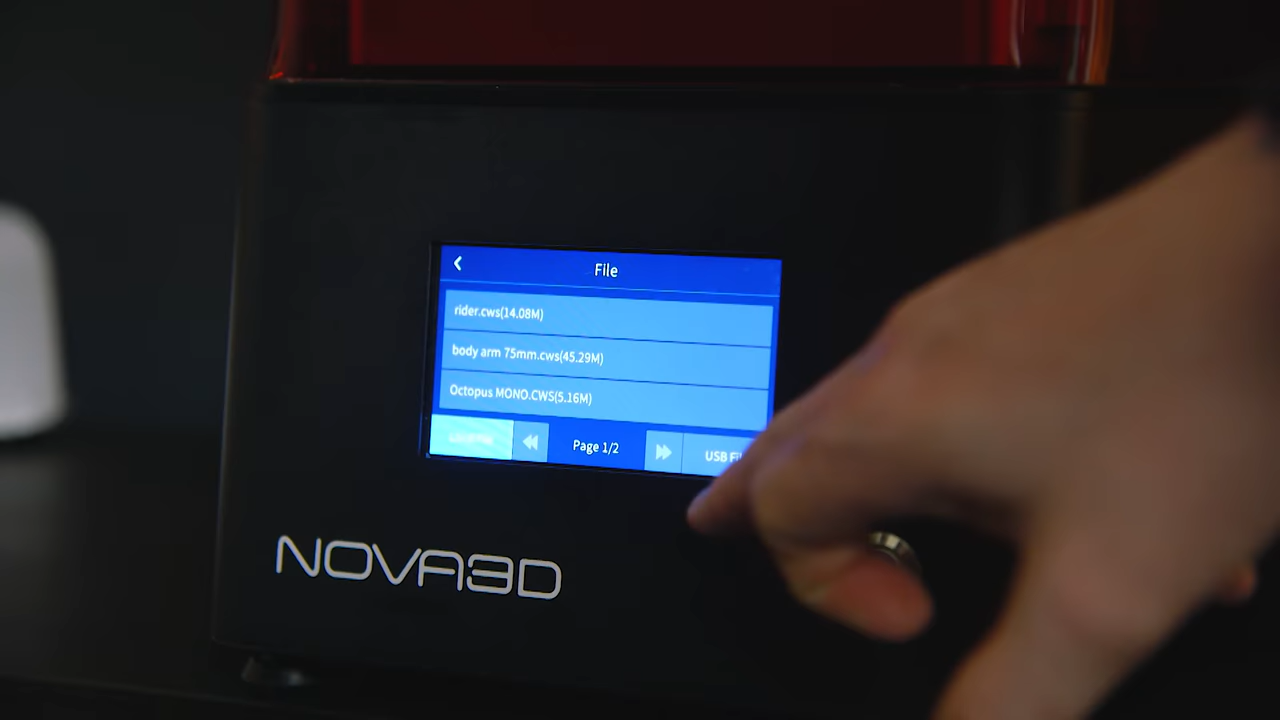 File
rider.cws(14.08M)
body arm 75mm.cws(45.29M)
Octopus MONO.CWS(5.16M)
Page 1/2
USB
NOVA3D